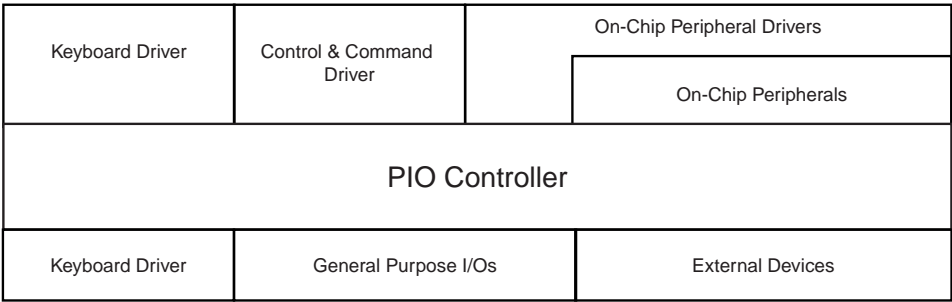 Keyboard Driver
Control & Command
Driver
On-Chip Peripheral Drivers
On-Chip Peripherals
PIO Controller
Keyboard Driver
General Purpose I/Os
External Devices